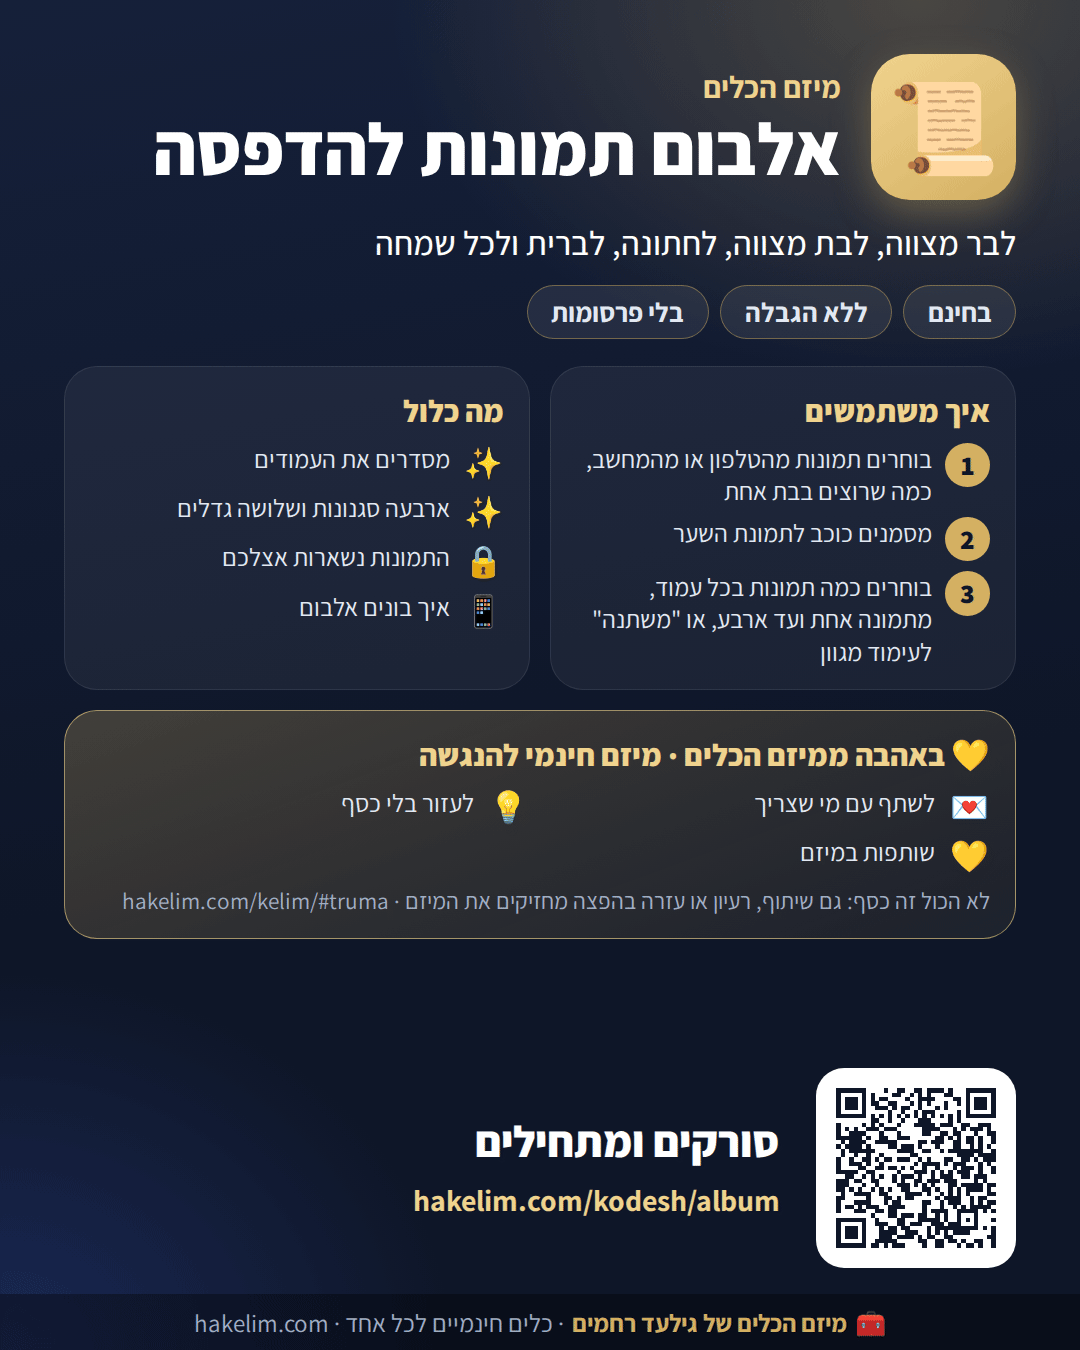 מיזם הכלים
אלבום תמונות להדפסה
לבר מצווה, לבת מצווה, לחתונה, לברית ולכל שמחה
בחינם
ללא הגבלה
בלי פרסומות
איך משתמשים
1 בוחרים תמונות מהטלפון או מהמחשב,
כמה שרוצים בבת אחת
2 מסמנים כוכב לתמונת השער
3 בוחרים כמה תמונות בכל עמוד,
מתמונה אחת ועד ארבע, או "משתנה"
לעימוד מגוון
מה כלול
מסדרים את העמודים
ארבעה סגנונות ושלושה גדלים
התמונות נשארות אצלכם
איך בונים אלבום
באהבה ממיזם הכלים · מיזם חינמי להנגשה
לשתף עם מי שצריך
לעזור בלי כסף
שותפות במיזם
לא הכול זה כסף: גם שיתוף, רעיון או עזרה בהפצה מחזיקים את המיזם · hakelim.com/kelim/#truma
סורקים ומתחילים
hakelim.com/kodesh/album
מיזם הכלים של גילעד רחמים · כלים חינמיים לכל אחד · hakelim.com